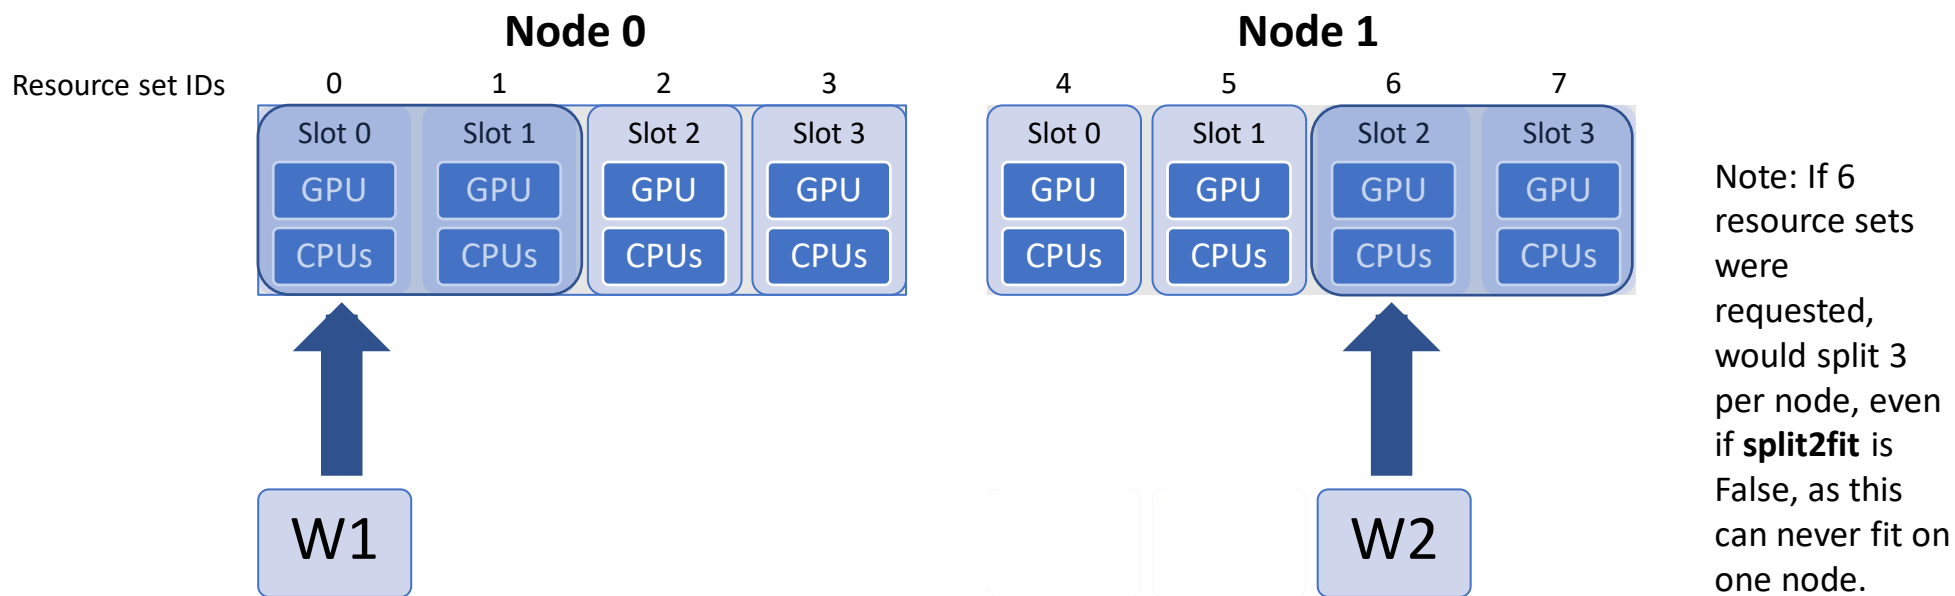 Node 0 Node 1
Resource set IDs 0 1 2 3 4 5 6 7
Slot 0 Slot 1 Slot 2 Slot 3 Slot 0 Slot 1 Slot 2 Slot 3
GPU GPU GPU GPU GPU GPU GPU GPU
CPUs CPUs CPUs CPUs CPUs CPUs CPUs CPUs
W1 W2
Note: If 6
resource sets
were
requested,
would split 3
per node, even
if split2fit is
False, as this
can never fit on
one node.